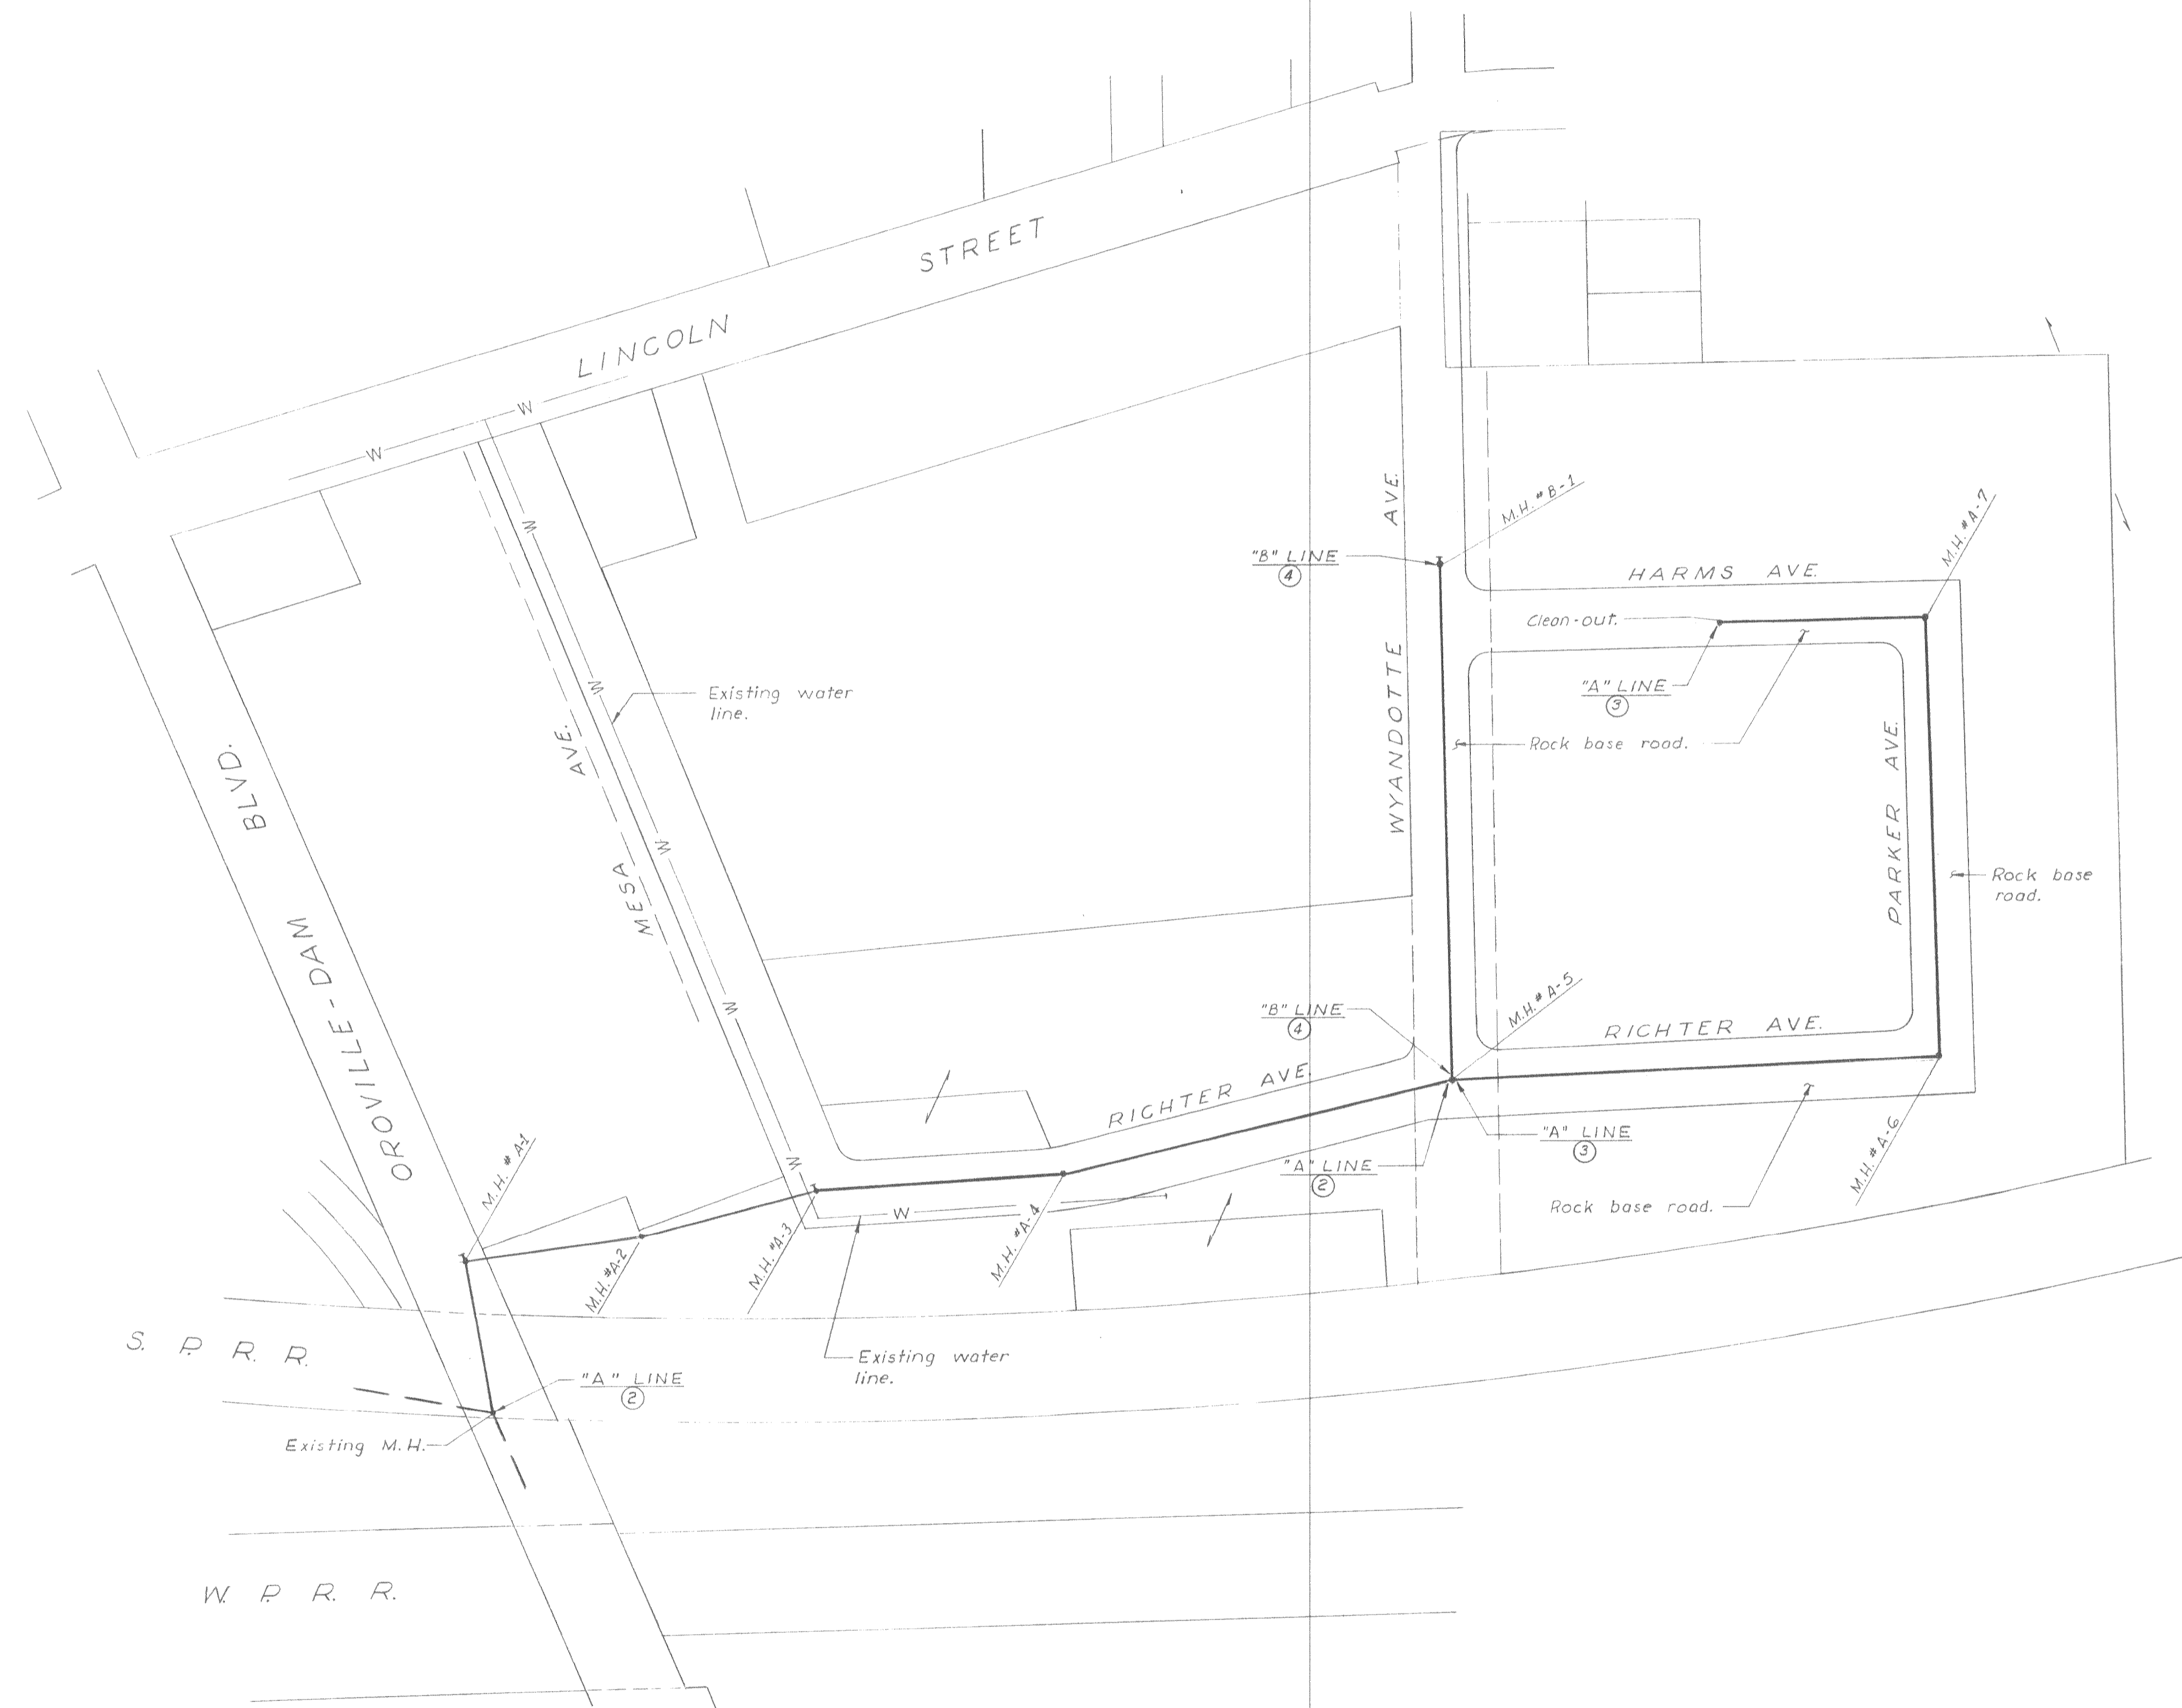 STREET
LINCOLN
W
W
W
W
W
W
W
W
Existing water
line.
MESA AVE.
OROVILLE-DAM BLVD.
WYANDOTTE AVE.
M.H. #B-1
"B" LINE
4
HARMS AVE.
M.H. #A-7
Clean-out.
"A" LINE
3
Rock base road.
PARKER AVE.
Rock base
road.
M.H. #A-5
"B" LINE
4
RICHTER AVE.
RICHTER AVE.
"A" LINE
3
"A" LINE
2
M.H. #A-6
Rock base road.
M.H. #A-1
M.H. #A-2
M.H. #A-3
M.H. #A-4
Existing water
line.
S. P. R. R.
"A" LINE
2
Existing M.H.
W. P. R. R.